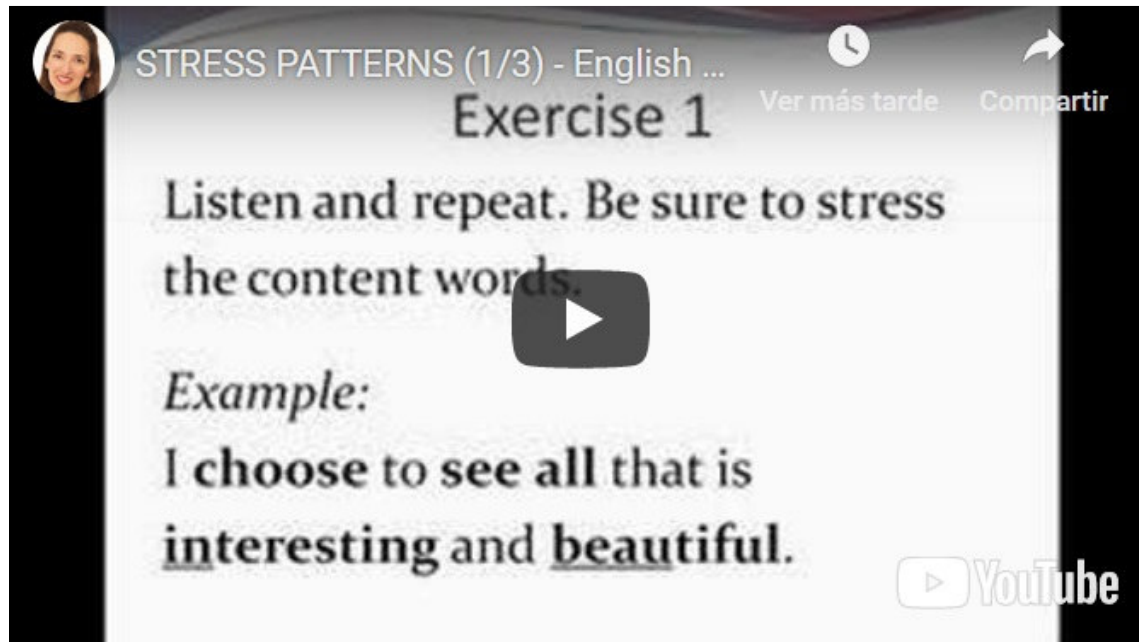 STRESS PATTERNS (1/3) - English ...
Ver más tarde
Compartir
Exercise 1
Listen and repeat. Be sure to stress
the content words.
Example:
I choose to see all that is
interesting and beautiful.
YouTube